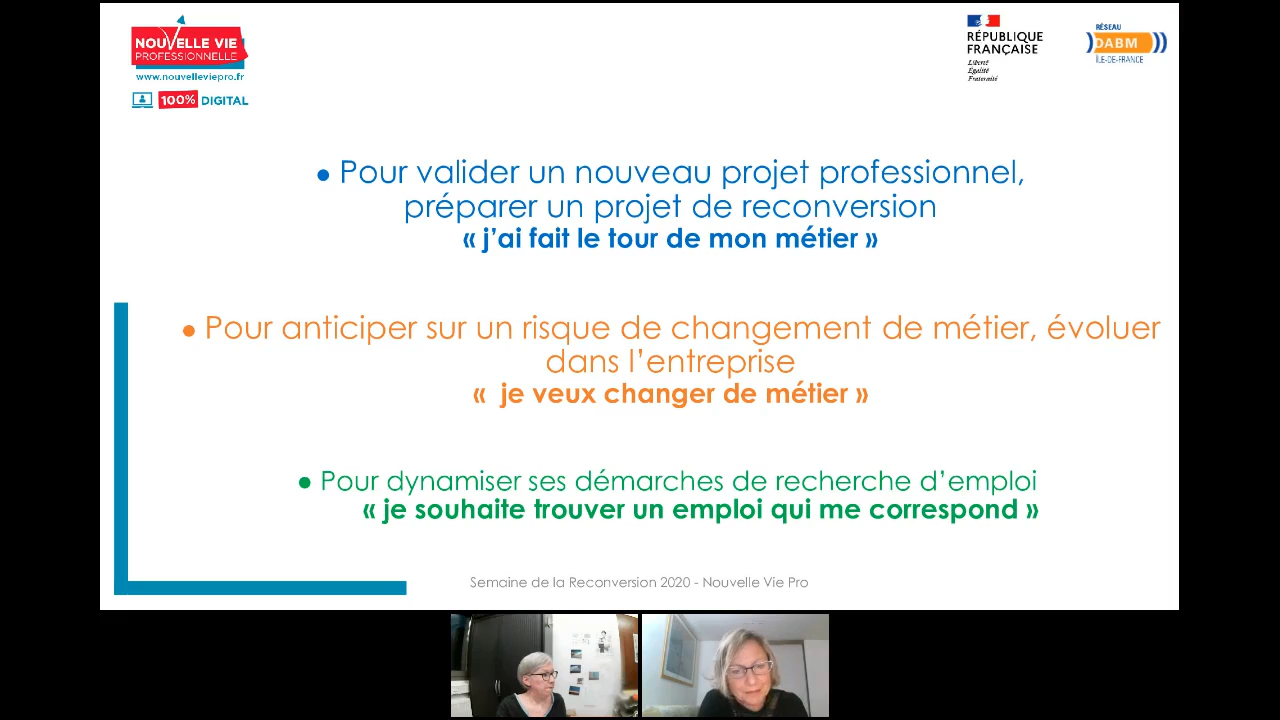 NOUVELLE VIE
PROFESSIONNELLE
www.nouvelleviepro.fr
100% DIGITAL
RÉPUBLIQUE
FRANÇAISE
Liberté
Égalité
Fraternité
RÉSEAU
DABM
ÎLE-DE-FRANCE
● Pour valider un nouveau projet professionnel,
préparer un projet de reconversion
« j’ai fait le tour de mon métier »
● Pour anticiper sur un risque de changement de métier, évoluer
dans l’entreprise
« je veux changer de métier »
● Pour dynamiser ses démarches de recherche d’emploi
« je souhaite trouver un emploi qui me correspond »
Semaine de la Reconversion 2020 - Nouvelle Vie Pro